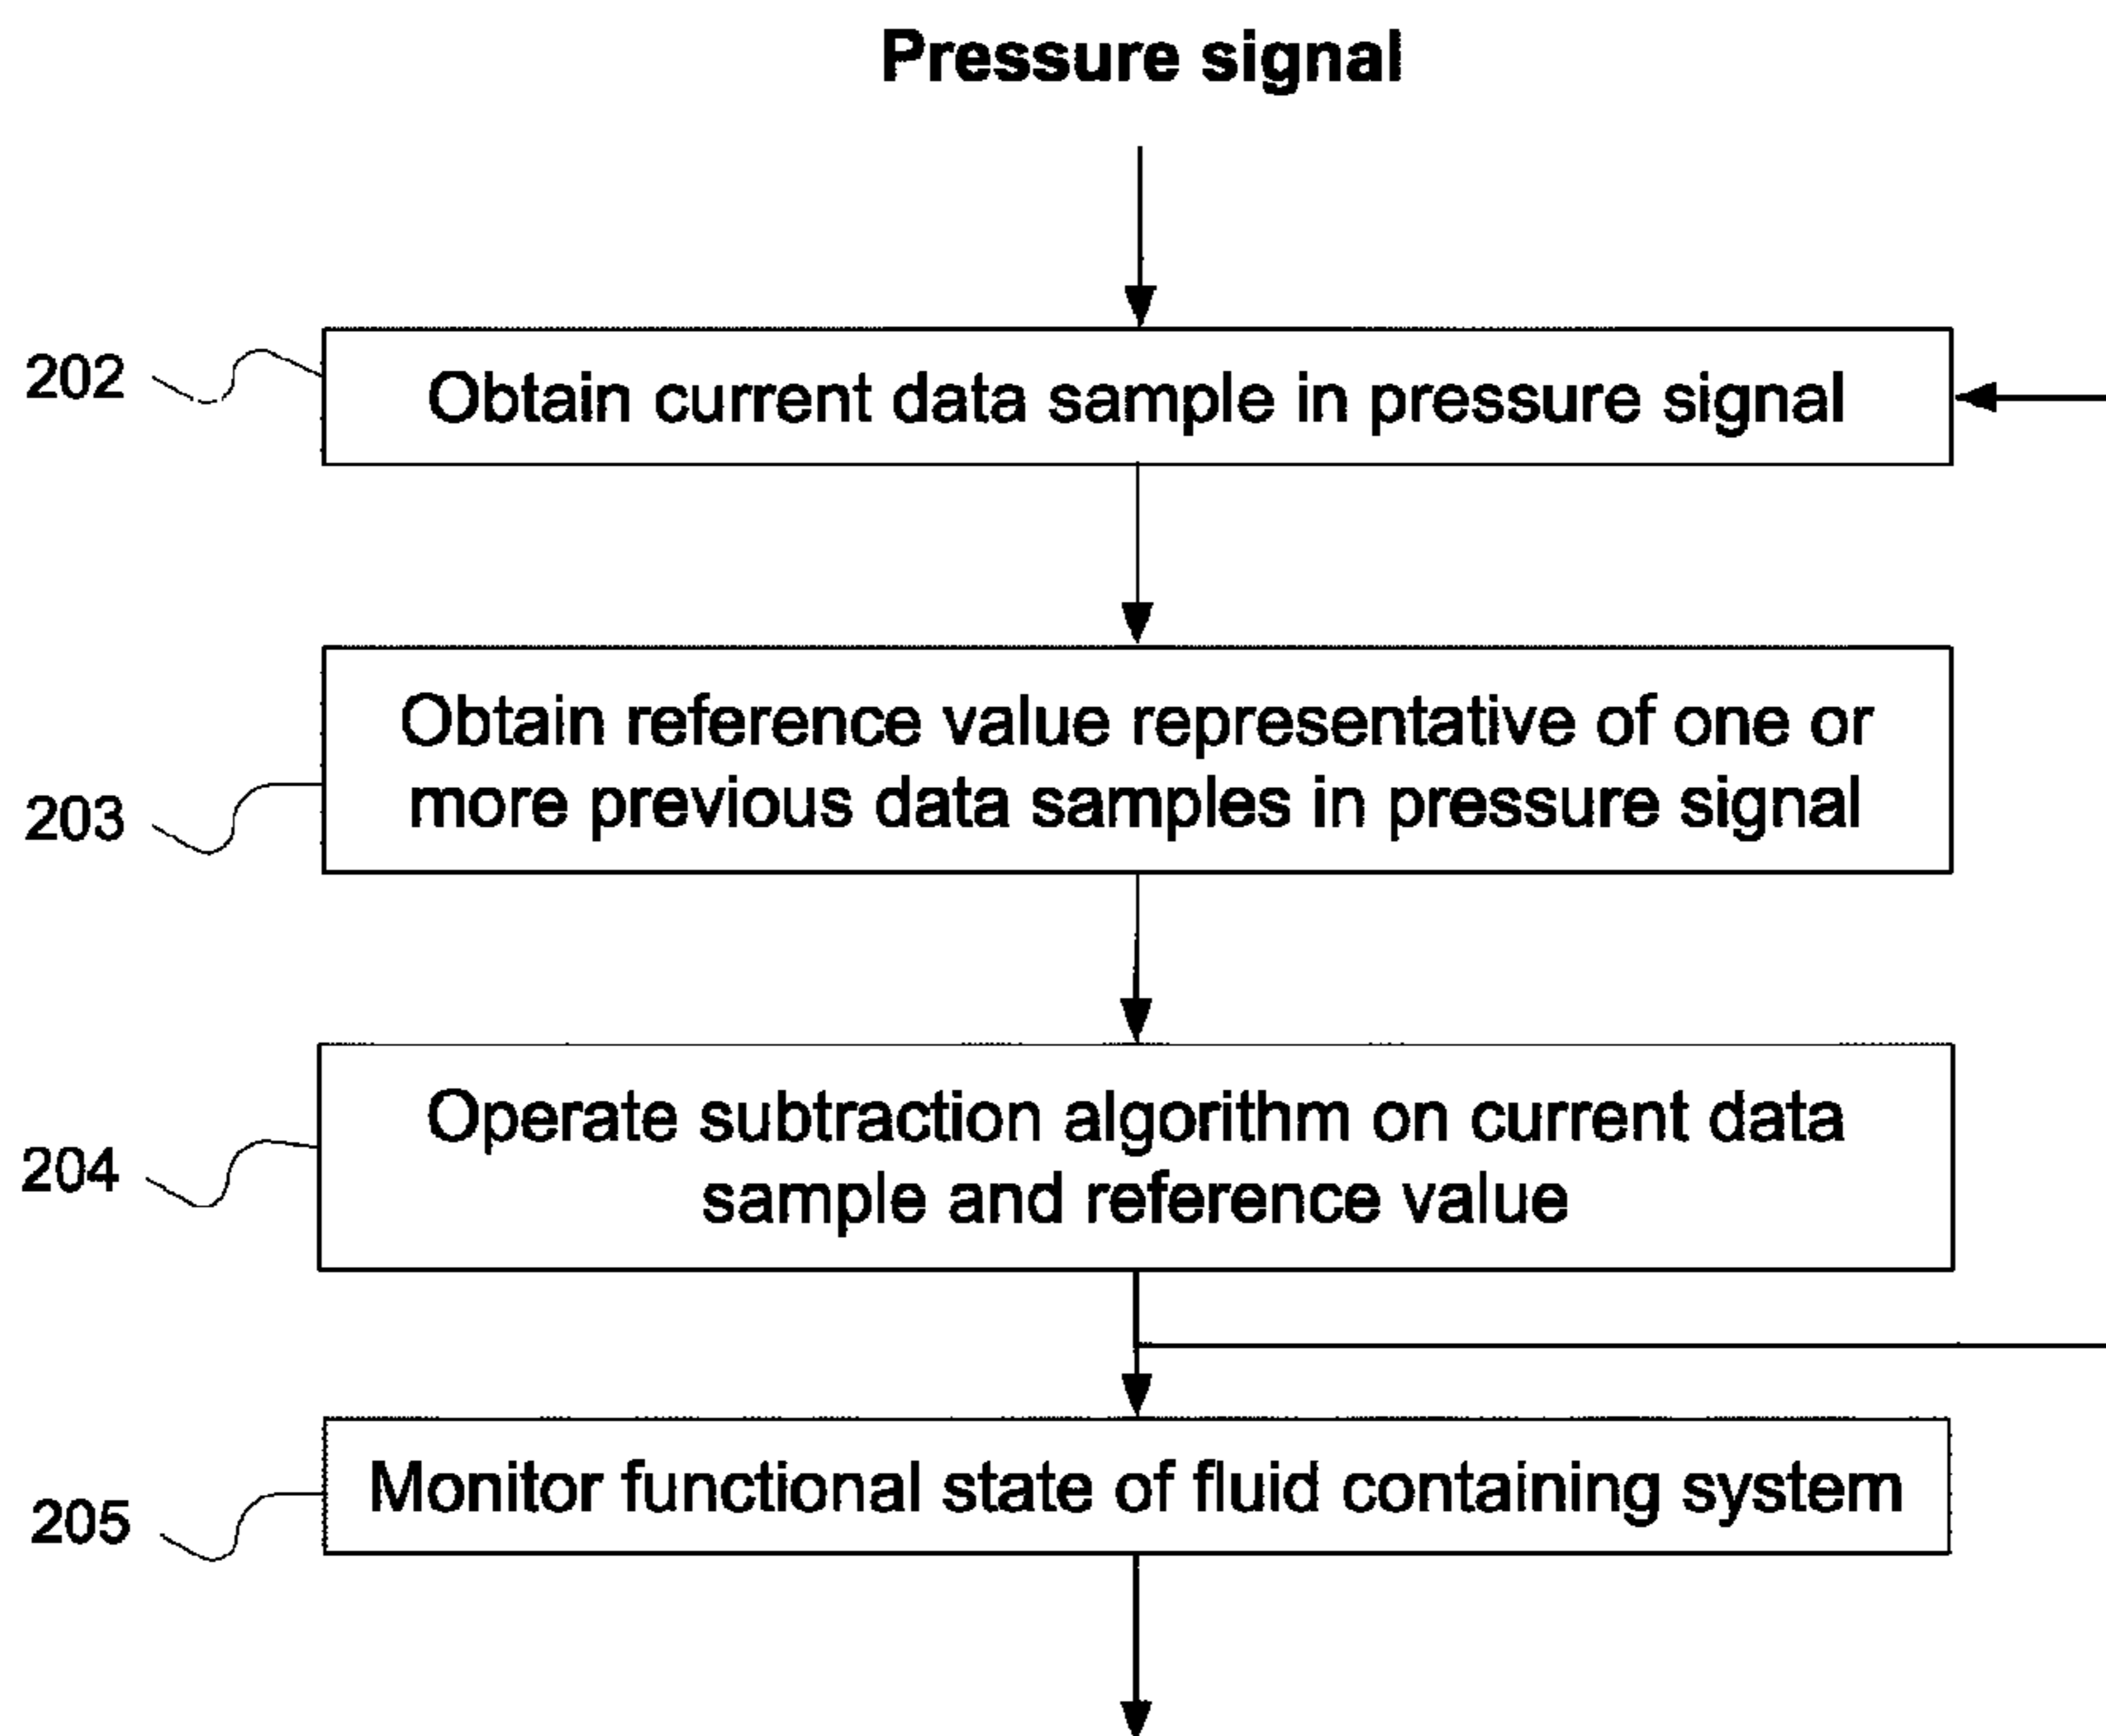 Pressure signal
202
Obtain current data sample in pressure signal
Obtain reference value representative of one or
more previous data samples in pressure signal
203
Operate subtraction algorithm on current data
204
sample and reference value
Monitor functional state of fluid containing system
205